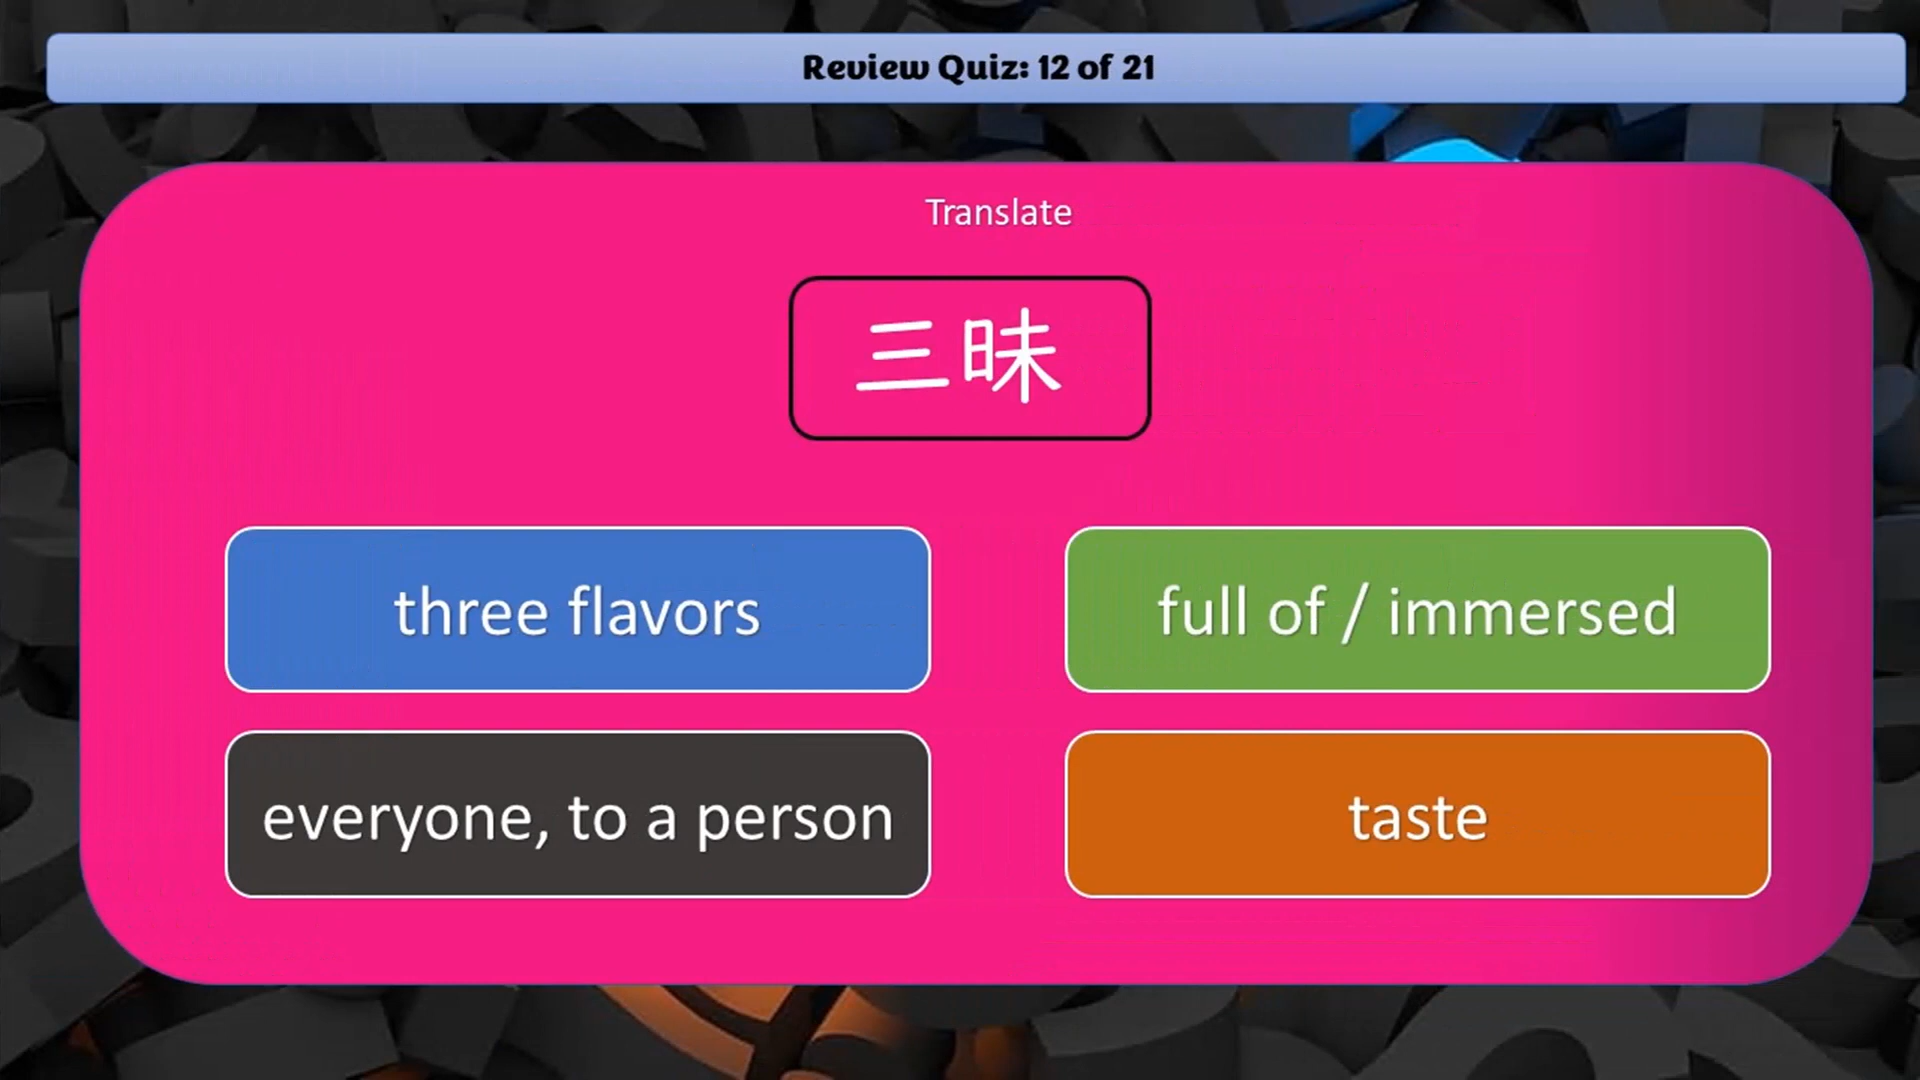 Review Quiz: 12 of 21
Translate
三昧
three flavors
full of / immersed
everyone, to a person
taste